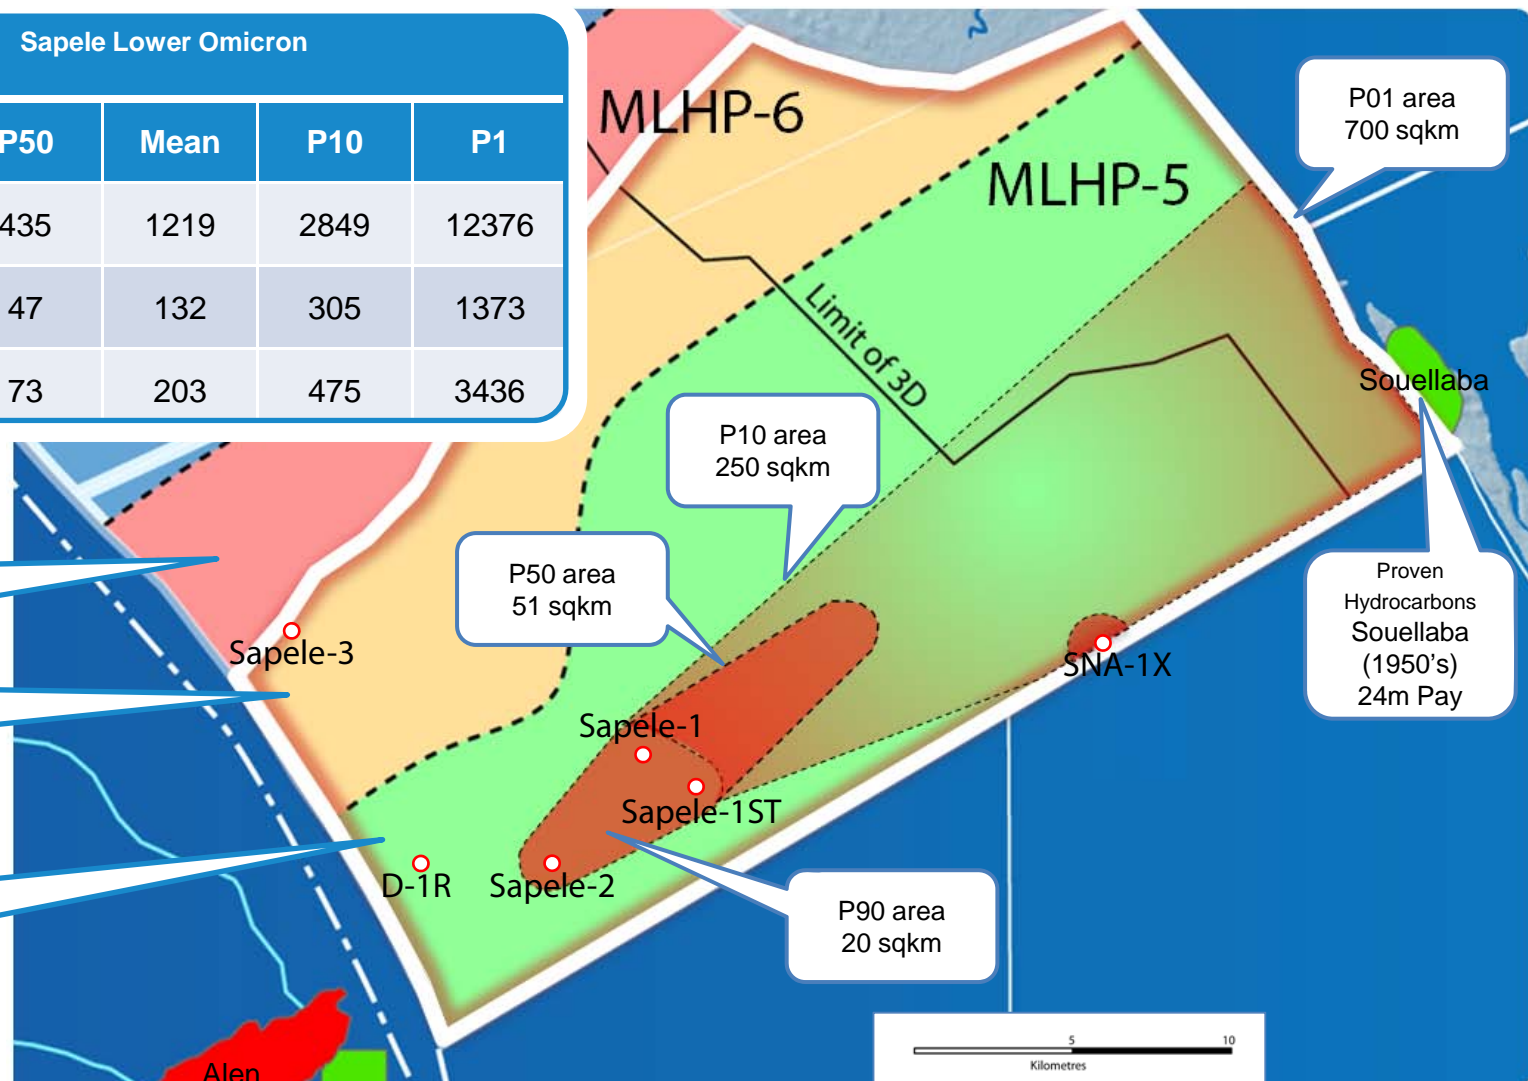 Sapele Lower Omicron
P50 Mean P10 P1
435 1219 2849 12376
47 132 305 1373
73 203 475 3436
MLHP-6
MLHP-5
P01 area
700 sqkm
Limit of 3D
Souellaba
P10 area
250 sqkm
P50 area
51 sqkm
Proven
Hydrocarbons
Souellaba
(1950's)
24m Pay
Sapele-3
SNA-1X
Sapele-1
Sapele-1ST
D-1R
Sapele-2
P90 area
20 sqkm
5 10
Kilometres
Alen